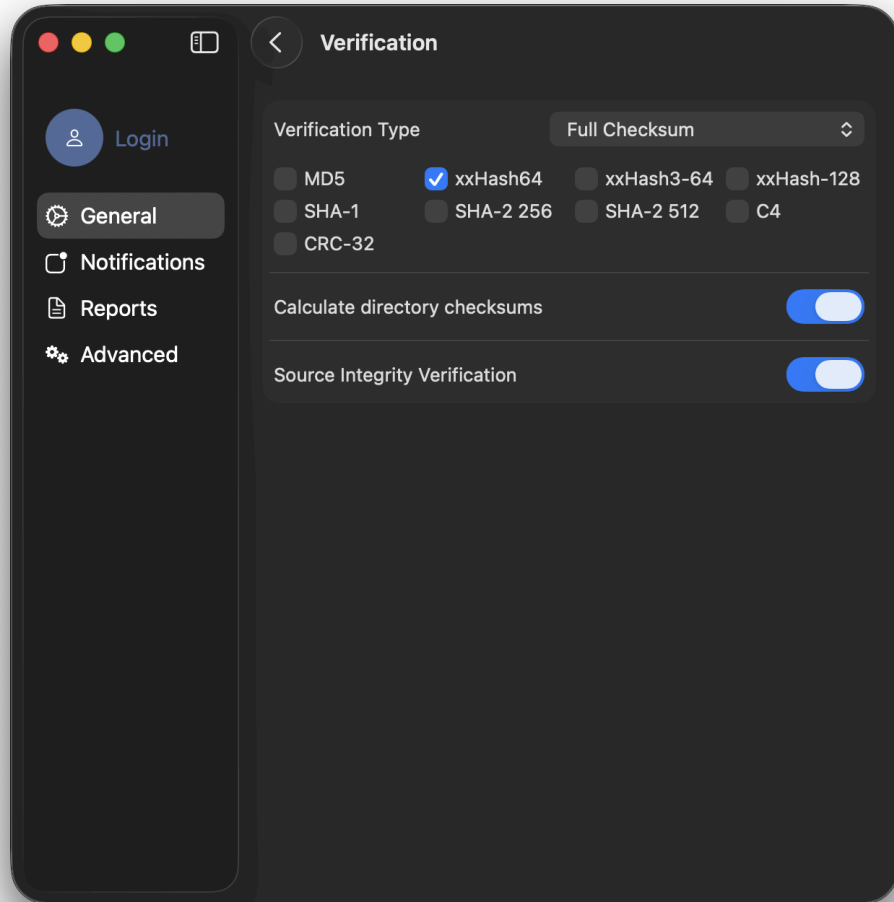 Verification
Login
General
Notifications
Reports
Advanced
Verification Type Full Checksum
MD5 xxHash64 xxHash3-64 xxHash-128
SHA-1 SHA-2 256 SHA-2 512 C4
CRC-32
Calculate directory checksums
Source Integrity Verification